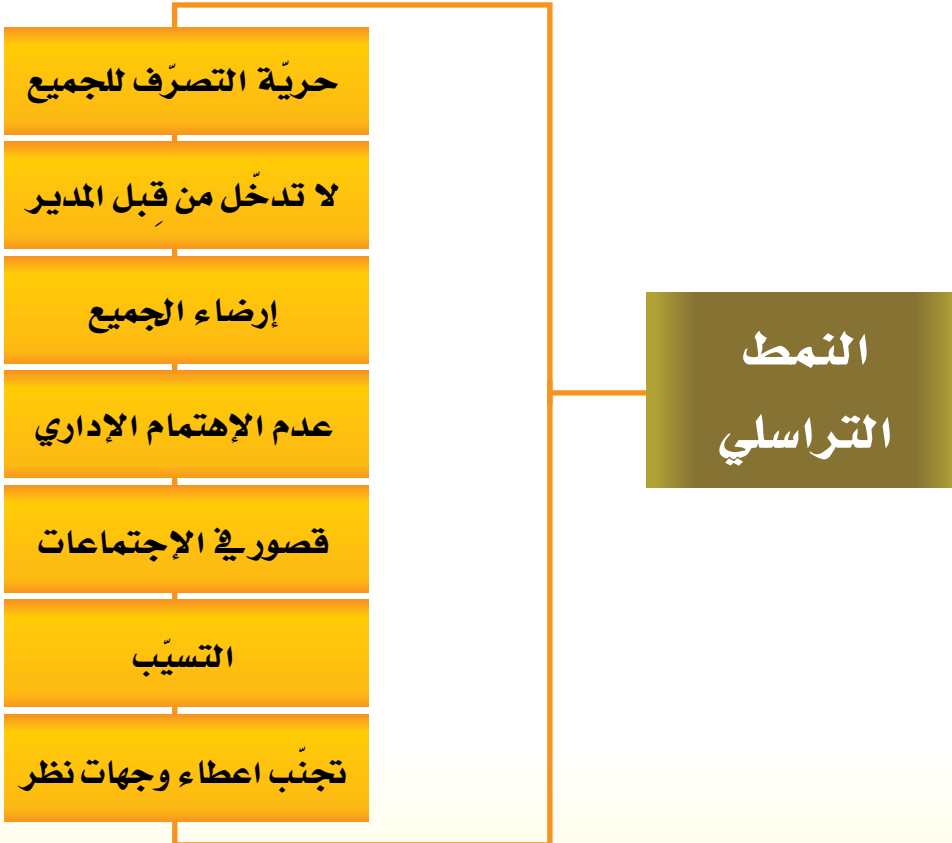 حريّة التصرّف للجميع
لا تدخّل من قِبل المدير
إرضاء الجميع
عدم الإهتمام الإداري
قصور في الإجتماعات
التسيّب
تجنّب اعطاء وجهات نظر
النمط
التراسلي